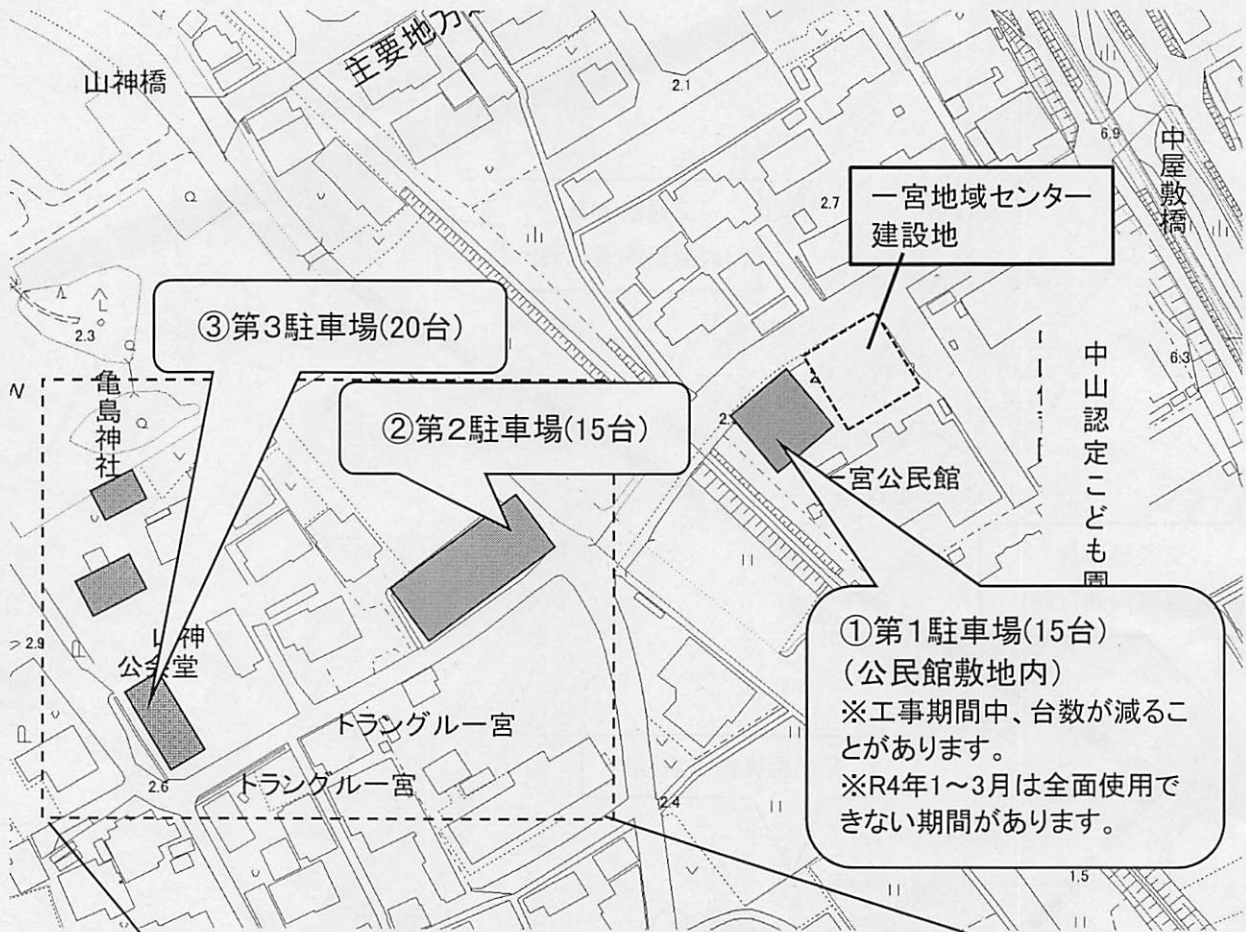 主要地方
山神橋
2.1
6.9
中屋敷橋
一宮地域センター
建設地
2.7
③第3駐車場(20台)
2.3
6.3
亀島神社
②第2駐車場(15台)
中山認定こども園
一宮公民館
①第1駐車場(15台)
(公民館敷地内)
※工事期間中、台数が減るこ
とがあります。
※R4年1~3月は全面使用で
きない期間があります。
2.9
山神
公会堂
トラングル一宮
2.6
トラングル一宮
2.4
1.5